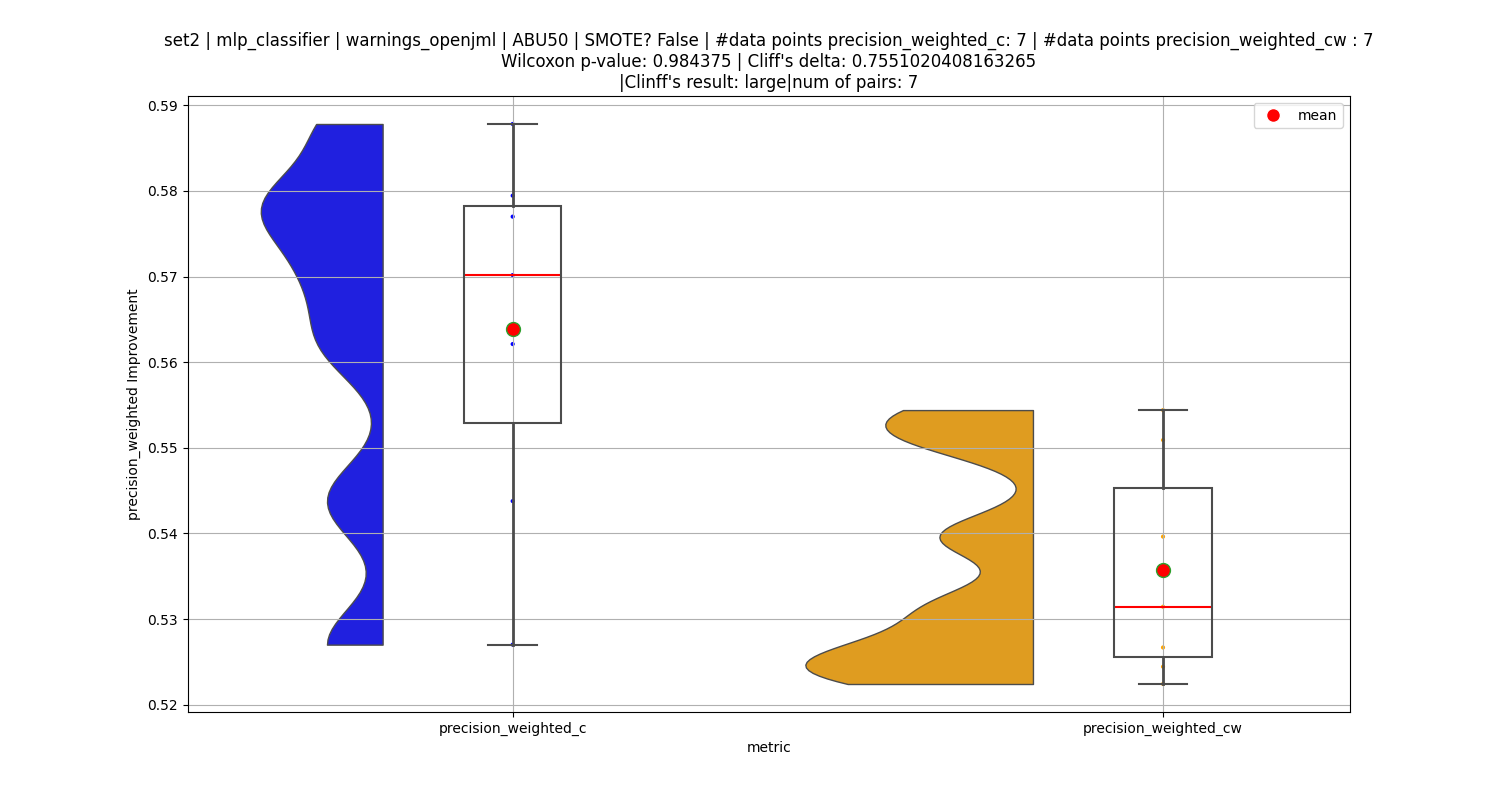 set2 | mlp_classifier | warnings_openjml | ABU50 | SMOTE? False | #data points precision_weighted_c: 7 | #data points precision_weighted_cw : 7
Wilcoxon p-value: 0.984375 | Cliff's delta: 0.7551020408163265
|Clinff's result: large|num of pairs: 7
mean
0.59
0.58
0.57
0.56
0.55
0.54
0.53
0.52
precision_weighted Improvement
precision_weighted_c
precision_weighted_cw
metric